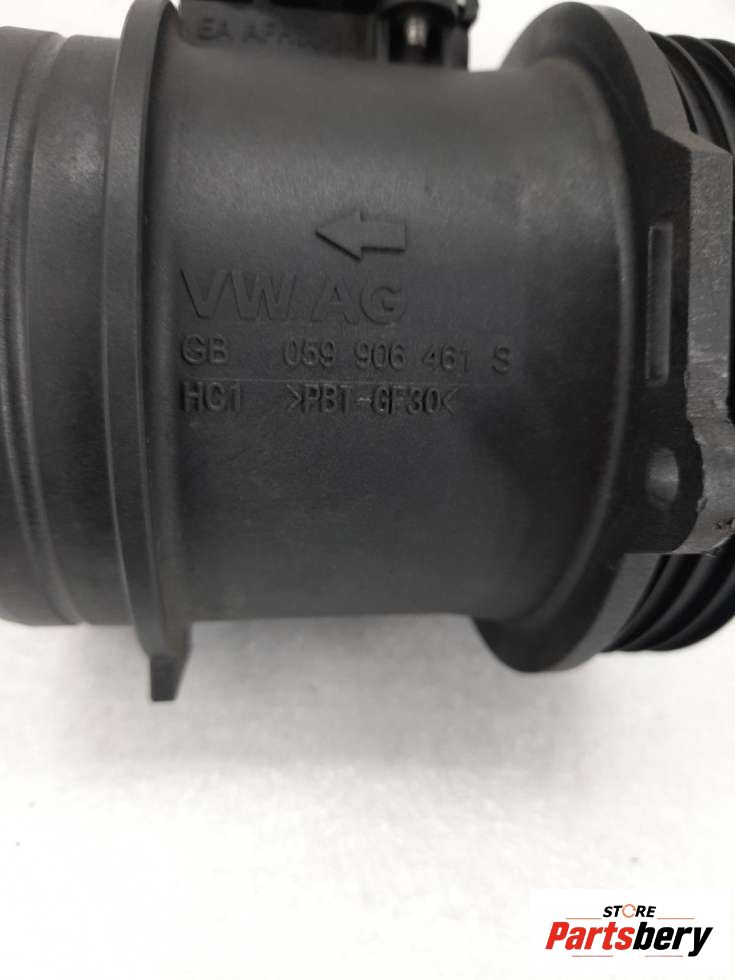 VW AG
GB 059 906 461 S
HC1 >PBT-GF30<
STORE
Partsbery